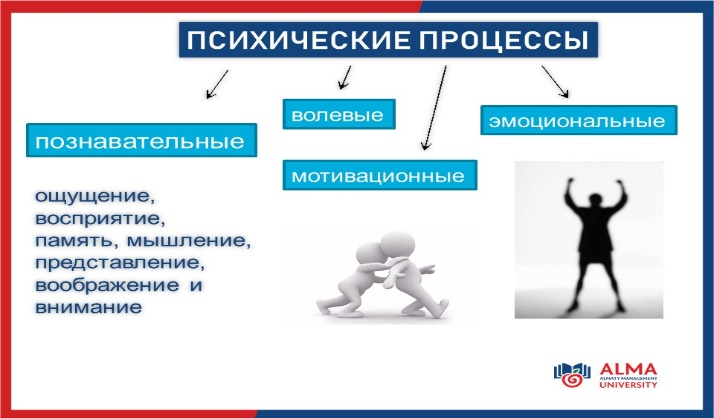 ПСИХИЧЕСКИЕ ПРОЦЕССЫ
познавательные
волевые
мотивационные
эмоциональные
ощущение,
восприятие,
память, мышление,
представление,
воображение и
внимание
ALMA
ALMATY MANAGEMENT
UNIVERSITY